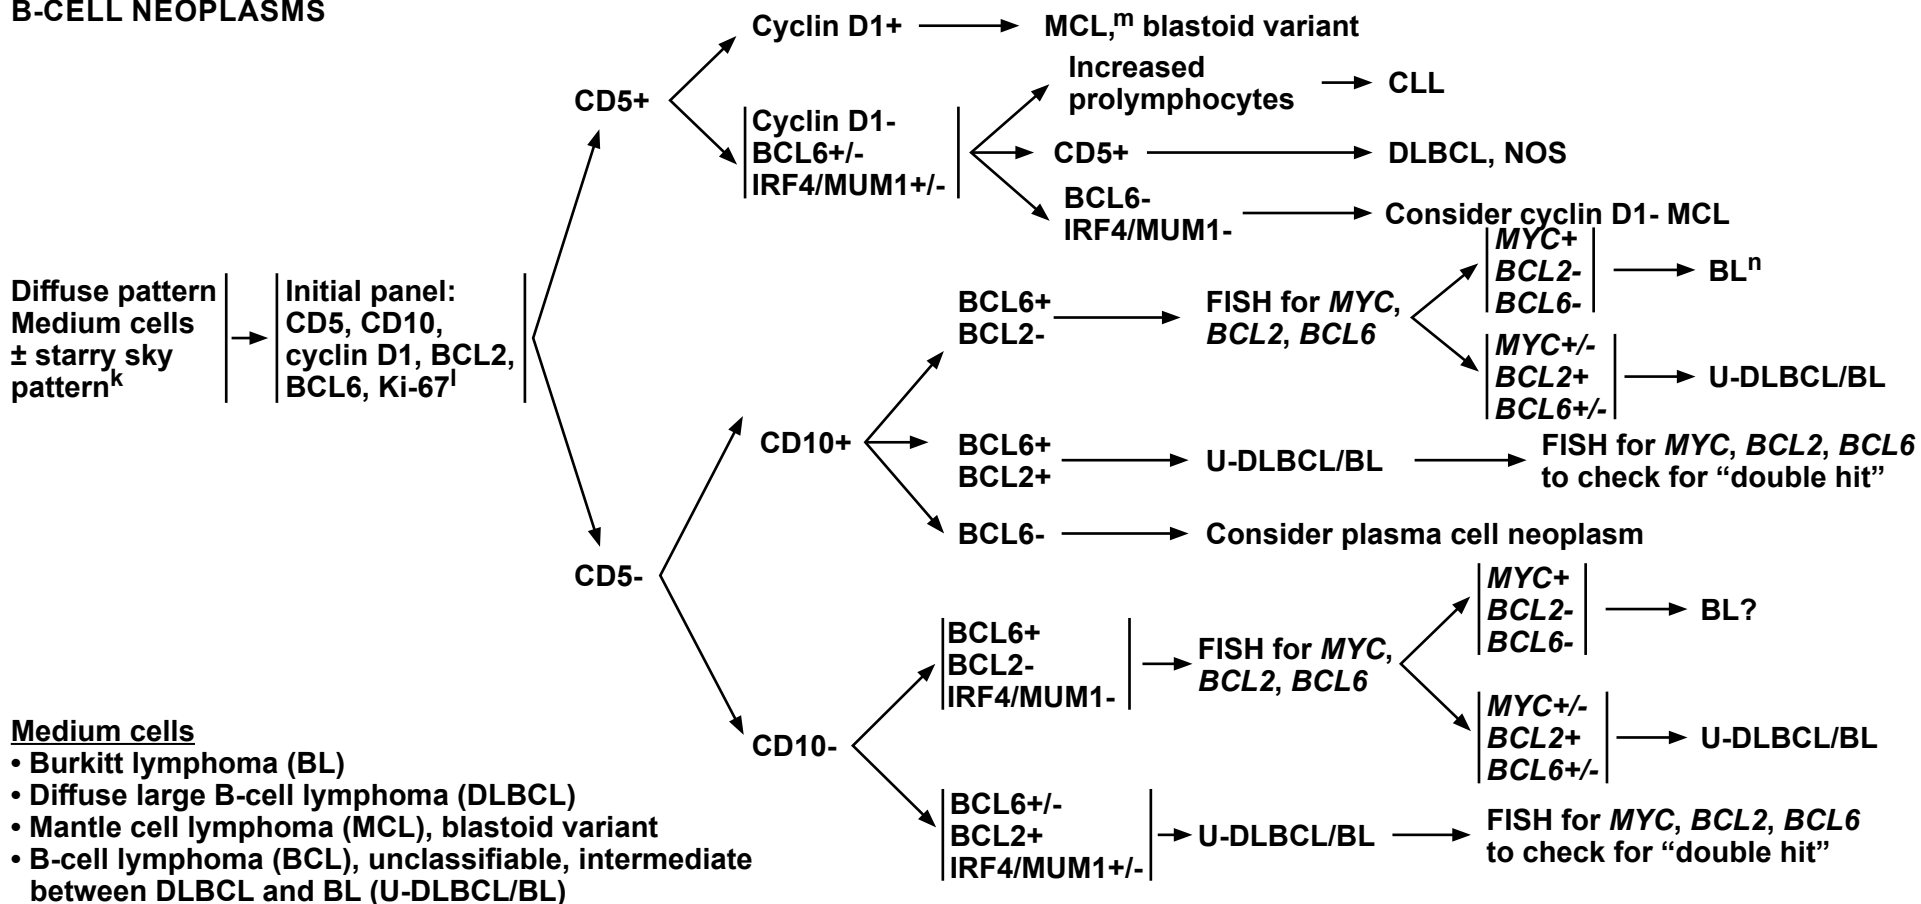 B-CELL NEOPLASMS
Cyclin D1+
MCL,m blastoid variant
CD5+
Increased
prolymphocytes
CLL
Cyclin D1-
BCL6+/-
IRF4/MUM1+/-
CD5+
DLBCL, NOS
BCL6-
IRF4/MUM1-
Consider cyclin D1- MCL
Diffuse pattern
Medium cells
± starry sky
patternk
Initial panel:
CD5, CD10,
cyclin D1, BCL2,
BCL6, Ki-67l
CD5-
CD10+
BCL6+
BCL2-
FISH for MYC,
BCL2, BCL6
MYC+
BCL2-
BCL6-
BLn
MYC+/-
BCL2+
BCL6+/-
U-DLBCL/BL
BCL6+
BCL2+
U-DLBCL/BL
FISH for MYC, BCL2, BCL6
to check for “double hit”
BCL6-
Consider plasma cell neoplasm
CD10-
BCL6+
BCL2-
IRF4/MUM1-
FISH for MYC,
BCL2, BCL6
MYC+
BCL2-
BCL6-
BL?
MYC+/-
BCL2+
BCL6+/-
U-DLBCL/BL
BCL6+/-
BCL2+
IRF4/MUM1+/-
U-DLBCL/BL
FISH for MYC, BCL2, BCL6
to check for “double hit”
Medium cells
• Burkitt lymphoma (BL)
• Diffuse large B-cell lymphoma (DLBCL)
• Mantle cell lymphoma (MCL), blastoid variant
• B-cell lymphoma (BCL), unclassifiable, intermediate
between DLBCL and BL (U-DLBCL/BL)